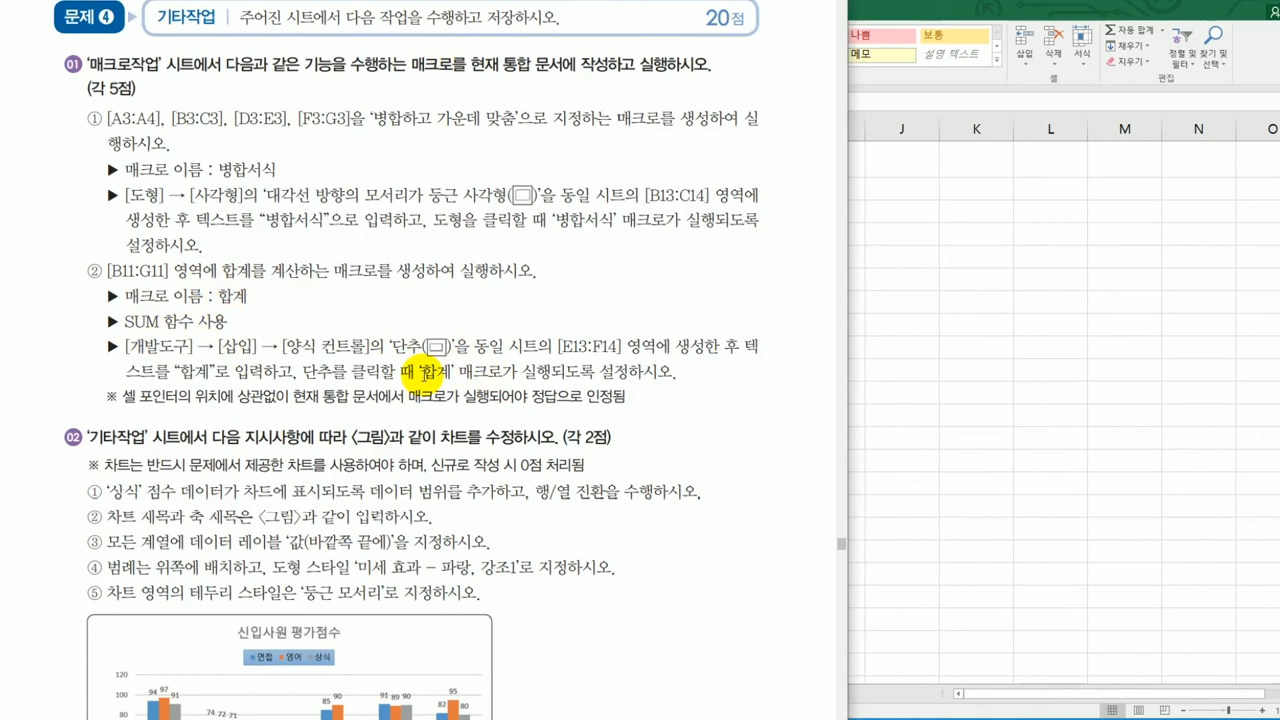 문제 ❹ 기타작업 주어진 시트에서 다음 작업을 수행하고 저장하시오. 20점
01 '매크로작업' 시트에서 다음과 같은 기능을 수행하는 매크로를 현재 통합 문서에 작성하고 실행하시오.
(각 5점)
① [A3:A4], [B3:C3], [D3:E3], [F3:G3]을 '병합하고 가운데 맞춤'으로 지정하는 매크로를 생성하여 실
행하시오.
▶ 매크로 이름 : 병합서식
▶ [도형] → [사각형]의 '대각선 방향의 모서리가 둥근 사각형( )'을 동일 시트의 [B13:C14] 영역에
생성한 후 텍스트를 "병합서식"으로 입력하고, 도형을 클릭할 때 '병합서식' 매크로가 실행되도록
설정하시오.
② [B11:G11] 영역에 합계를 계산하는 매크로를 생성하여 실행하시오.
▶ 매크로 이름 : 합계
▶ SUM 함수 사용
▶ [개발도구] → [삽입] → [양식 컨트롤]의 '단추( )'을 동일 시트의 [E13:F14] 영역에 생성한 후 텍
스트를 "합계"로 입력하고, 단추를 클릭할 때 '합계' 매크로가 실행되도록 설정하시오.
※ 셀 포인터의 위치에 상관없이 현재 통합 문서에서 매크로가 실행되어야 정답으로 인정됨
02 '기타작업' 시트에서 다음 지시사항에 따라 〈그림〉과 같이 차트를 수정하시오. (각 2점)
※ 차트는 반드시 문제에서 제공한 차트를 사용하여야 하며, 신규로 작성 시 0점 처리됨
① '상식' 점수 데이터가 차드에 표시되도록 데이터 범위를 추가하고, 행/열 전환을 수행하시오.
② 차트 세목과 축 세목은 〈그림〉과 같이 입력하시오.
③ 모든 계열에 데이터 레이블 '값(바깥쪽 끝에)'을 지정하시오.
④ 범례는 위쪽에 배치하고, 도형 스타일 '미세 효과 – 파랑, 강조1'로 지정하시오.
⑤ 차트 영역의 테두리 스타일은 '둥근 모서리'로 지정하시오.
신입사원 평가점수
면접 영어 상식
120
100
80
94 97 91
74 72 71
85 90
91 89 90
82 95 80
나쁨 보통
메모 설명 텍스트
삽입 삭제 서식
셀
자동 합계
채우기
지우기
정렬 및 필터 찾기 및 선택
편집
J K L M N O